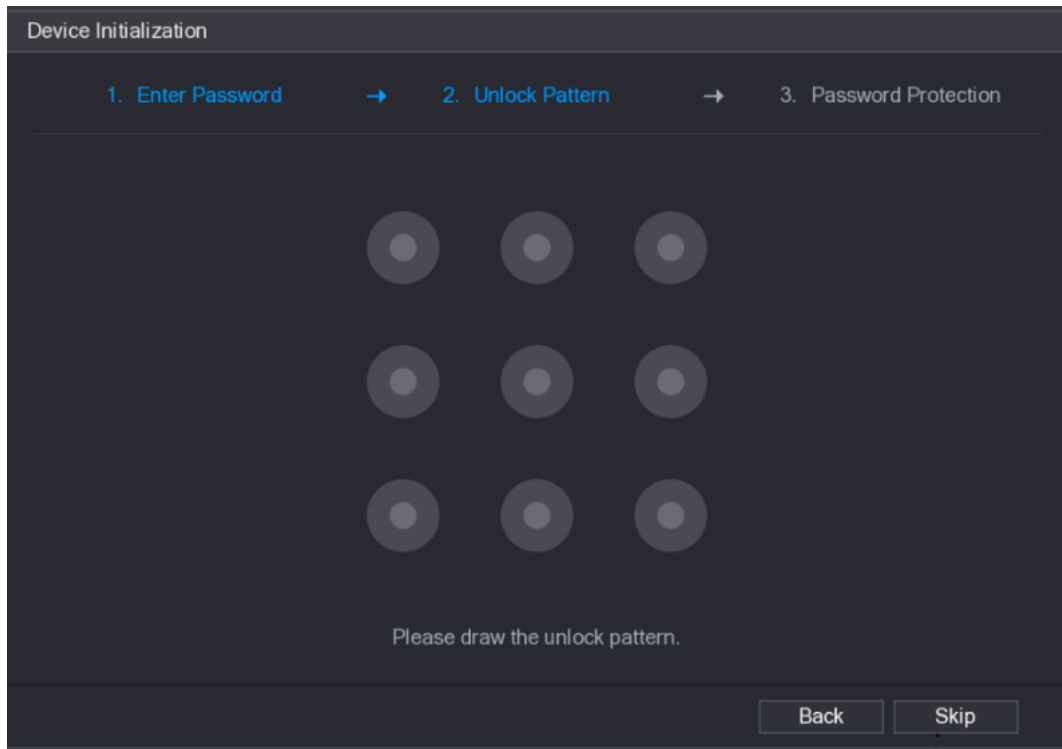 Device Initialization
1. Enter Password → 2. Unlock Pattern → 3. Password Protection
Please draw the unlock pattern.
Back Skip